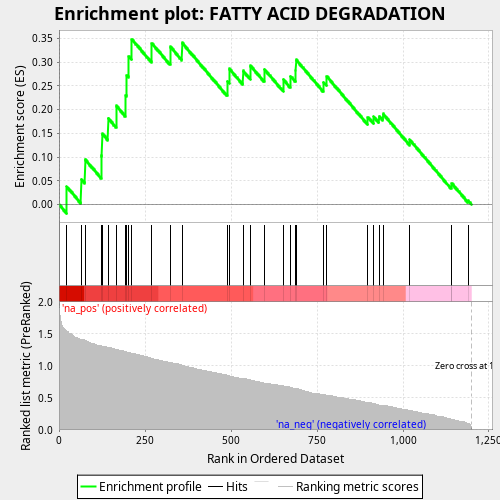 Enrichment plot: FATTY ACID DEGRADATION
Enrichment score (ES)
0.35
0.30
0.25
0.20
0.15
0.10
0.05
0.00
'na_pos' (positively correlated)
Ranked list metric (PreRanked)
2.0
1.5
1.0
0.5
0.0
Zero cross at 1
'na_neg' (negatively correlated)
0
250
500
750
1,000
1,250
Rank in Ordered Dataset
Enrichment profile
Hits
Ranking metric scores